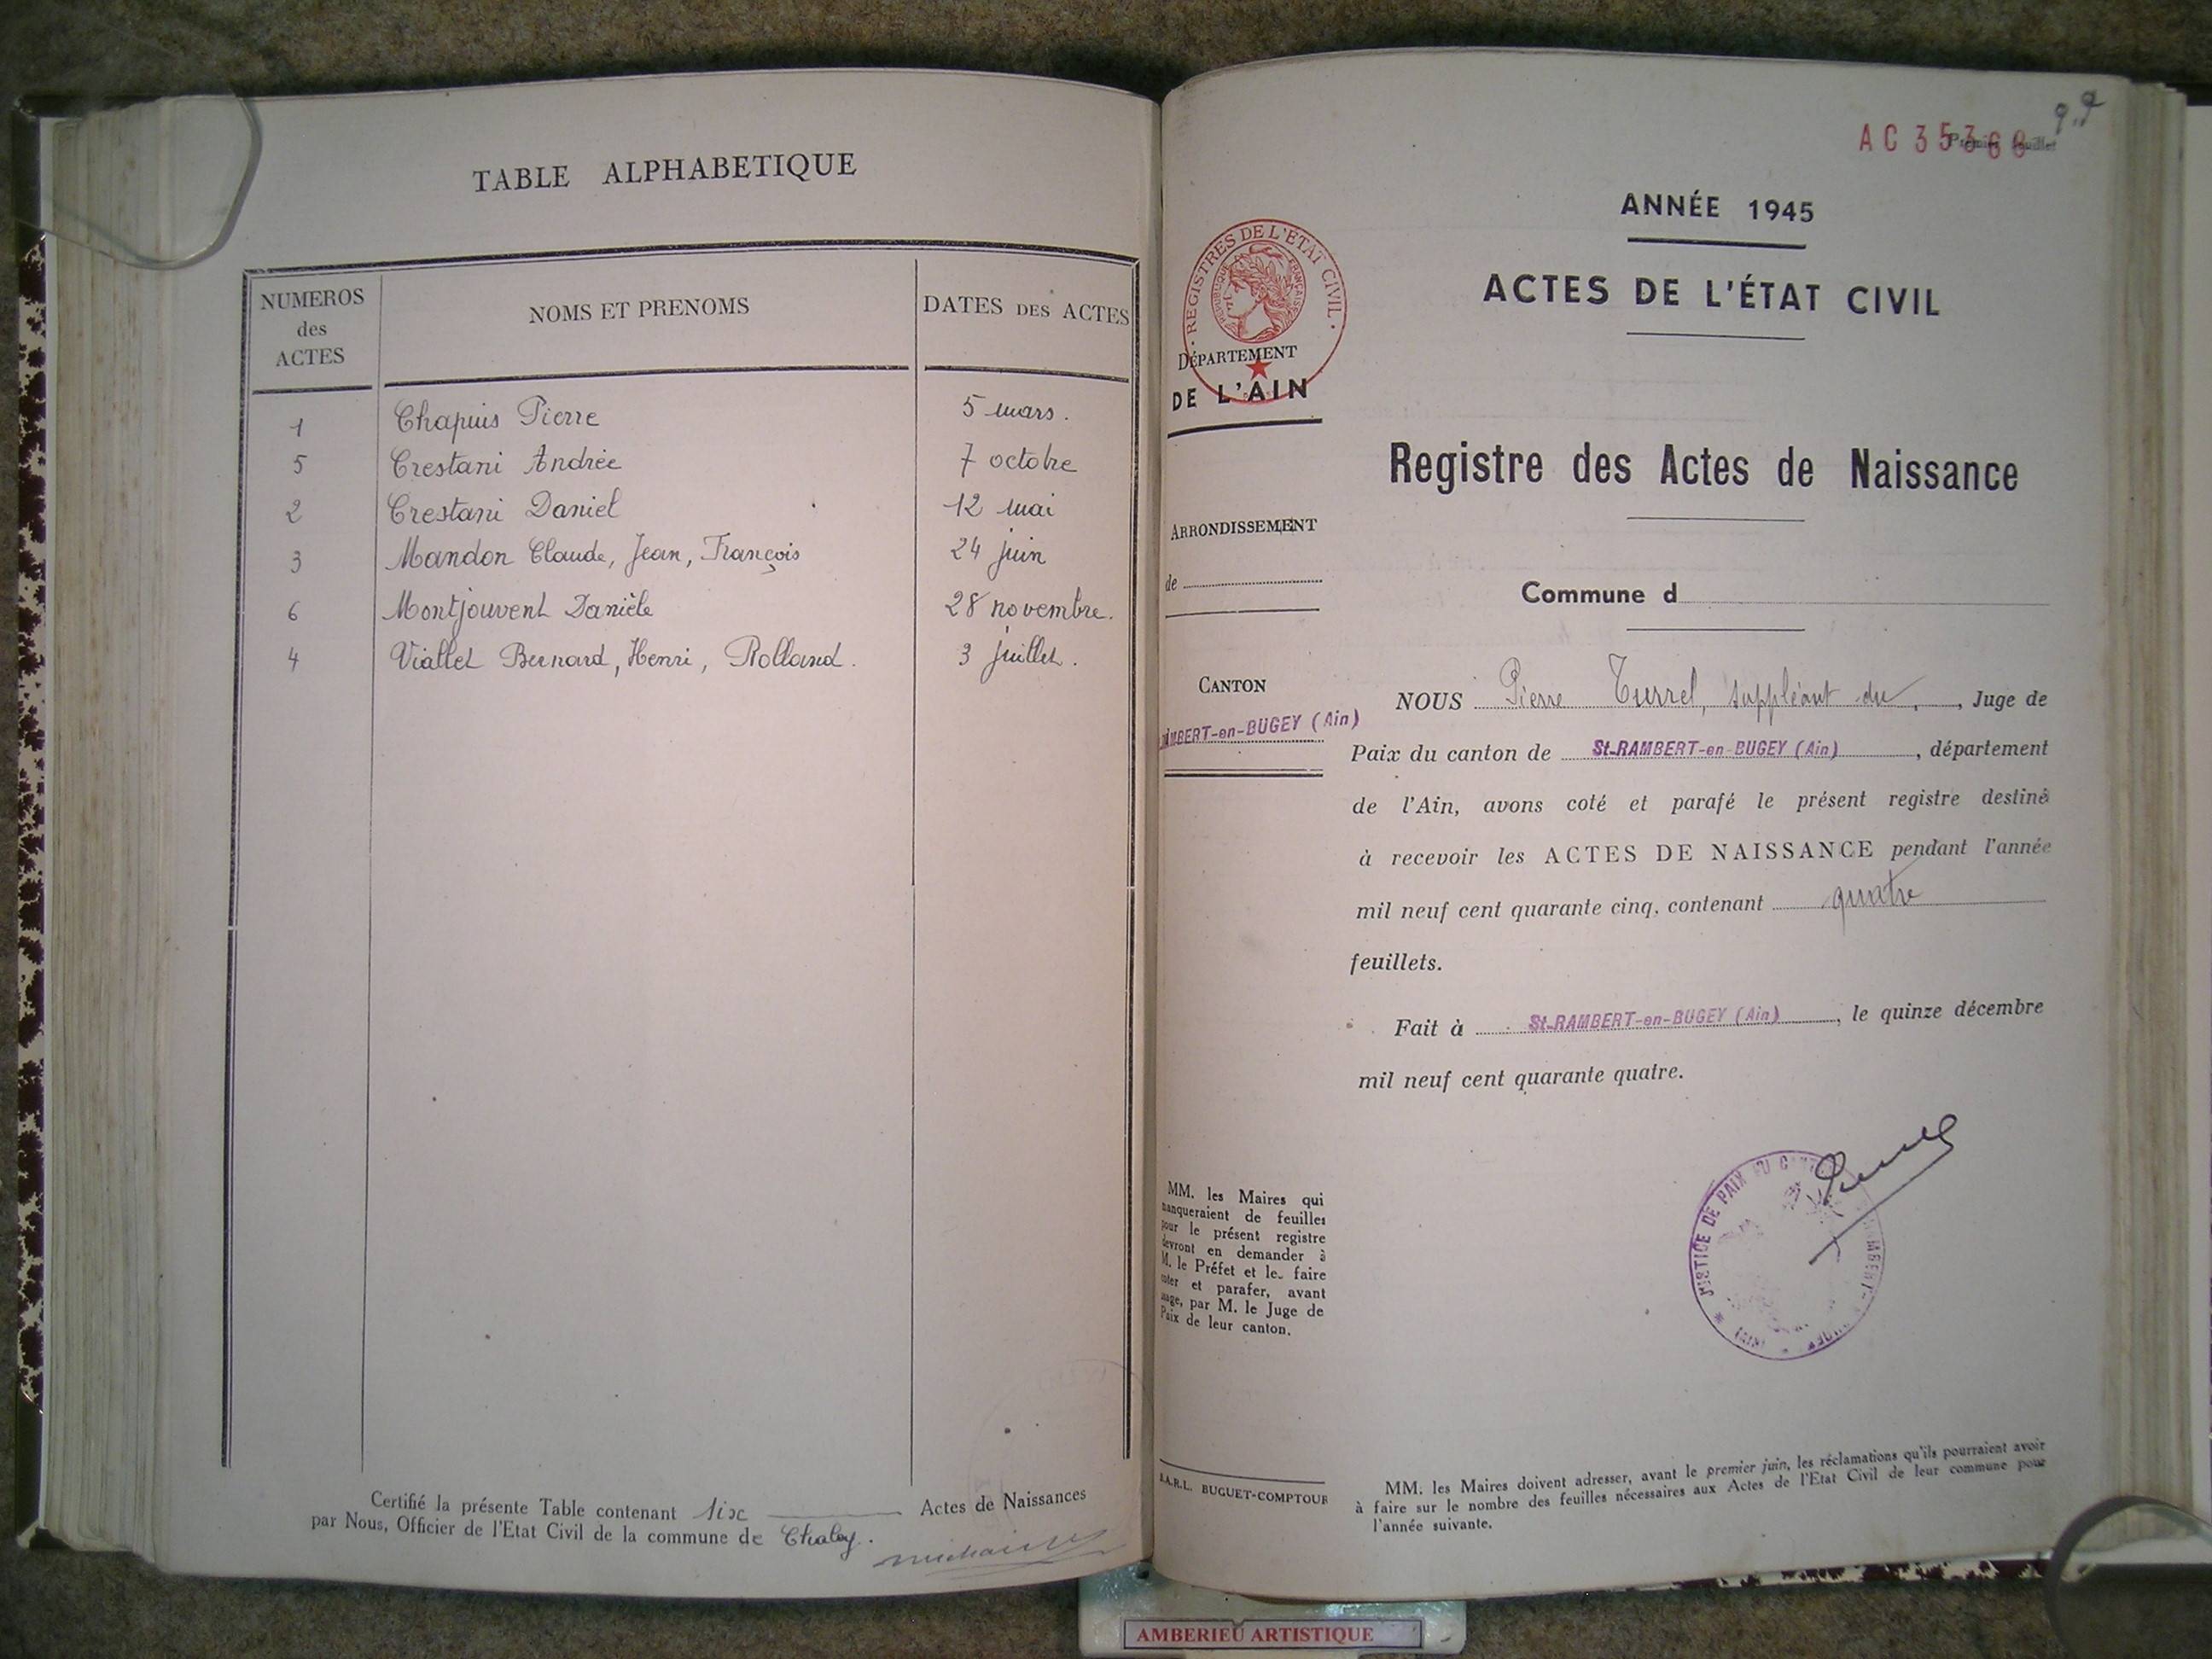 TABLE ALPHABETIQUE
NUMEROS
des
ACTES
NOMS ET PRENOMS
DATES DES ACTES
1 Chapuis Pierre 5 mars.
5 Crestani Andrée 7 octobre
2 Crestani Daniel 12 mai
3 Mandon Claude, Jean, François 24 juin
6 Montjouvent Danièle 28 novembre.
4 Viallet Bernard, Henri, Rolland. 3 juillet.
Certifié la présente Table contenant six Actes de Naissances
par Nous, Officier de l'Etat Civil de la commune de Chaley.
AC 35366
Premier feuillet
ANNÉE 1945
ACTES DE L'ÉTAT CIVIL
REGISTRES DE L'ETAT CIVIL
REPUBLIQUE FRANÇAISE
DÉPARTEMENT
DE L'AIN
Registre des Actes de Naissance
ARRONDISSEMENT
de
Commune d
CANTON
AMBERT-en-BUGEY (Ain)
NOUS Pierre Turrel, suppléant du, Juge de
Paix du canton de St-RAMBERT-en-BUGEY (Ain), département
de l'Ain, avons coté et parafé le présent registre destiné
à recevoir les ACTES DE NAISSANCE pendant l'année
mil neuf cent quarante cinq, contenant quatre
feuillets.
Fait à St-RAMBERT-en-BUGEY (Ain), le quinze décembre
mil neuf cent quarante quatre.
JUSTICE DE PAIX DU
MM. les Maires qui
manqueraient de feuilles
pour le présent registre
devront en demander à
M. le Préfet et les faire
coter et parafer, avant
usage, par M. le Juge de
Paix de leur canton.
S.A.R.L. BUGUET-COMPTOUR
MM. les Maires doivent adresser, avant le premier juin, les réclamations qu'ils pourraient avoir
à faire sur le nombre des feuilles nécessaires aux Actes de l'Etat Civil de leur commune pour
l'année suivante.
AMBERIEU ARTISTIQUE